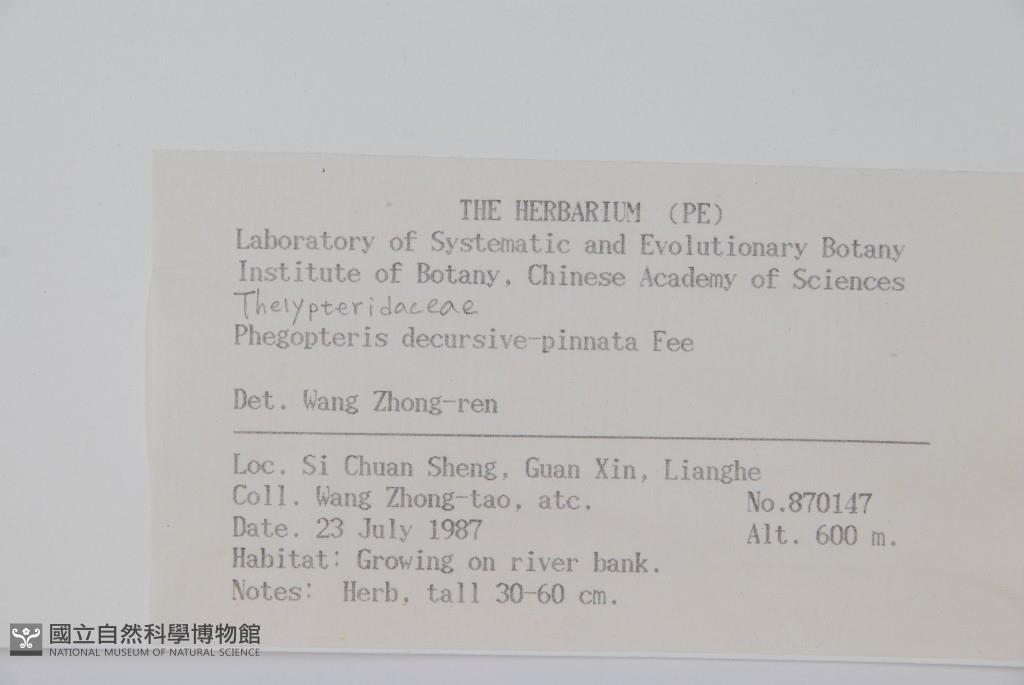 THE HERBARIUM (PE)
Laboratory of Systematic and Evolutionary Botany
Institute of Botany, Chinese Academy of Sciences
Thelypteridaceae
Phegopteris decursive-pinnata Fee
Det. Wang Zhong-ren
Loc. Si Chuan Sheng, Guan Xin, Lianghe
Coll. Wang Zhong-tao, atc. No.870147
Date. 23 July 1987 Alt. 600 m.
Habitat: Growing on river bank.
Notes: Herb, tall 30-60 cm.
國立自然科學博物館
NATIONAL MUSEUM OF NATURAL SCIENCE